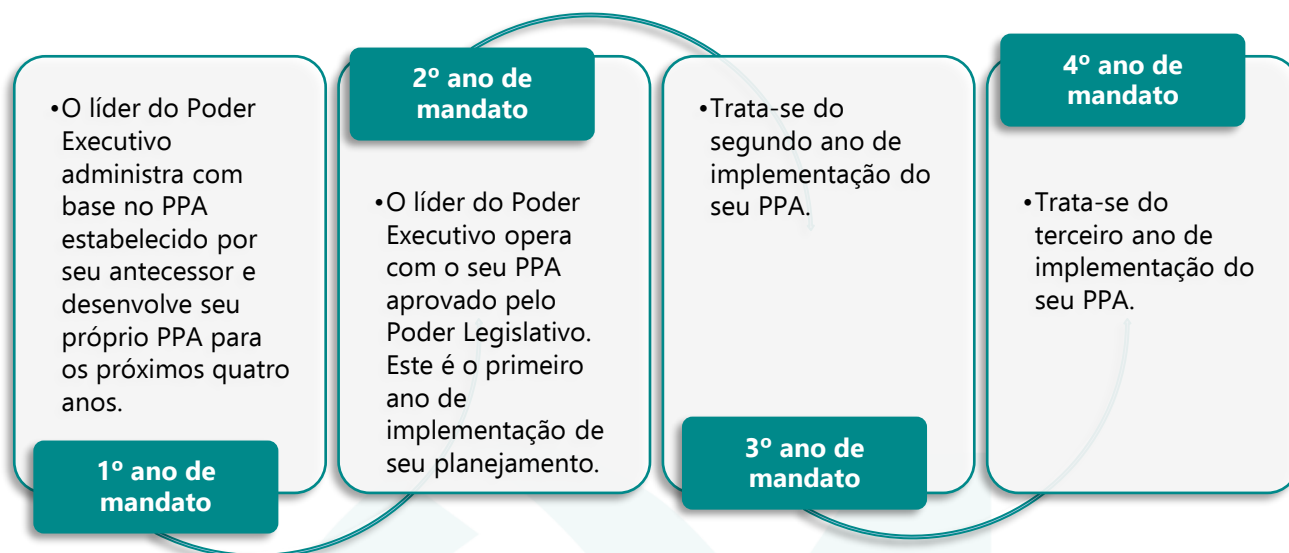 •O líder do Poder
Executivo
administra com
base no PPA
estabelecido por
seu antecessor e
desenvolve seu
próprio PPA para
os próximos quatro
anos.
1º ano de
mandato
2º ano de
mandato
•O líder do Poder
Executivo opera
com o seu PPA
aprovado pelo
Poder Legislativo.
Este é o primeiro
ano de
implementação de
seu planejamento.
•Trata-se do
segundo ano de
implementação do
seu PPA.
3º ano de
mandato
4º ano de
mandato
•Trata-se do
terceiro ano de
implementação do
seu PPA.